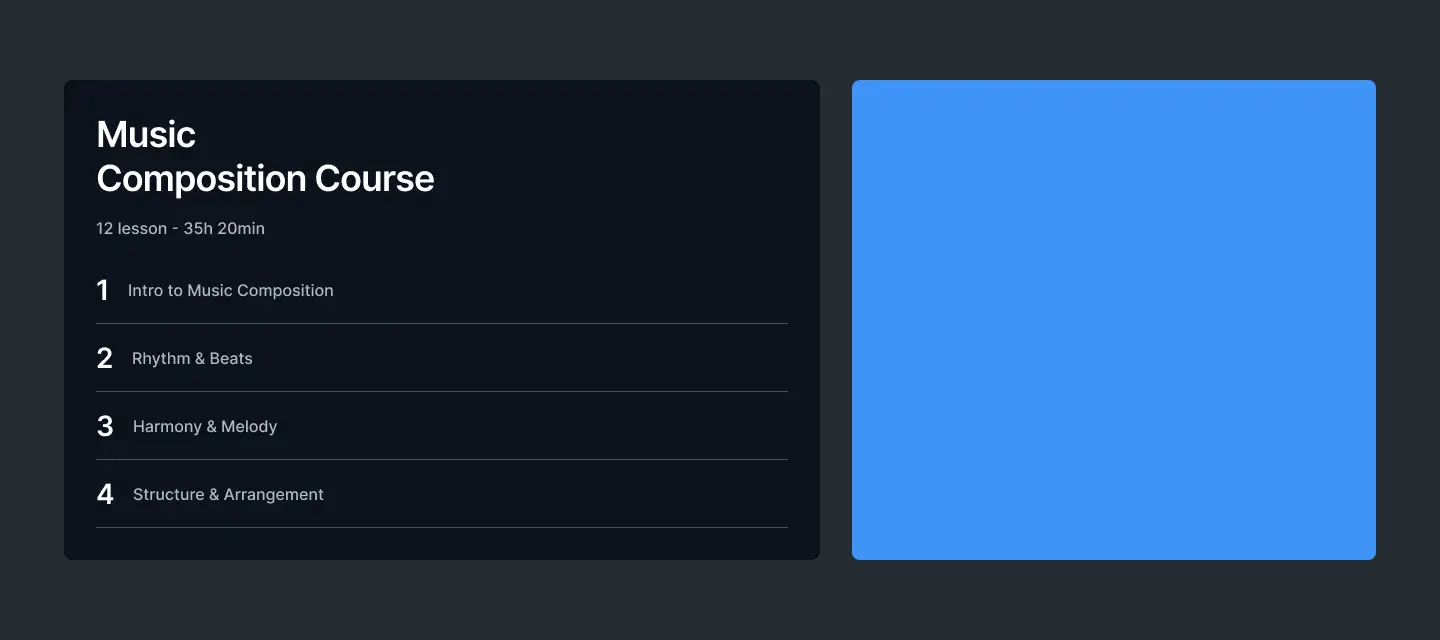 Music
Composition Course
12 lesson - 35h 20min
1 Intro to Music Composition
2 Rhythm & Beats
3 Harmony & Melody
4 Structure & Arrangement